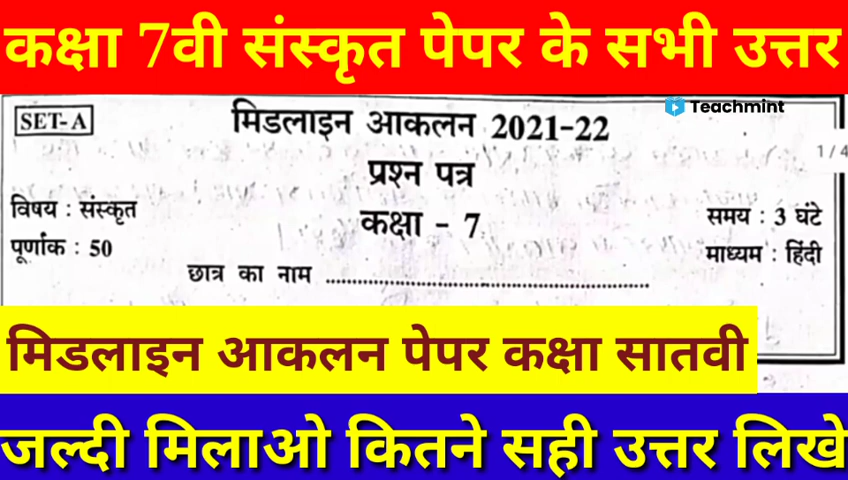 कक्षा 7वी संस्कृत पेपर के सभी उत्तर
Teachmint
SET-A
मिडलाइन आकलन 2021-22
1/4
प्रश्न पत्र
विषय : संस्कृत
कक्षा - 7
समय : 3 घंटे
पूर्णांक : 50
माध्यम : हिंदी
छात्र का नाम ........................................................
मिडलाइन आकलन पेपर कक्षा सातवी
जल्दी मिलाओ कितने सही उत्तर लिखे